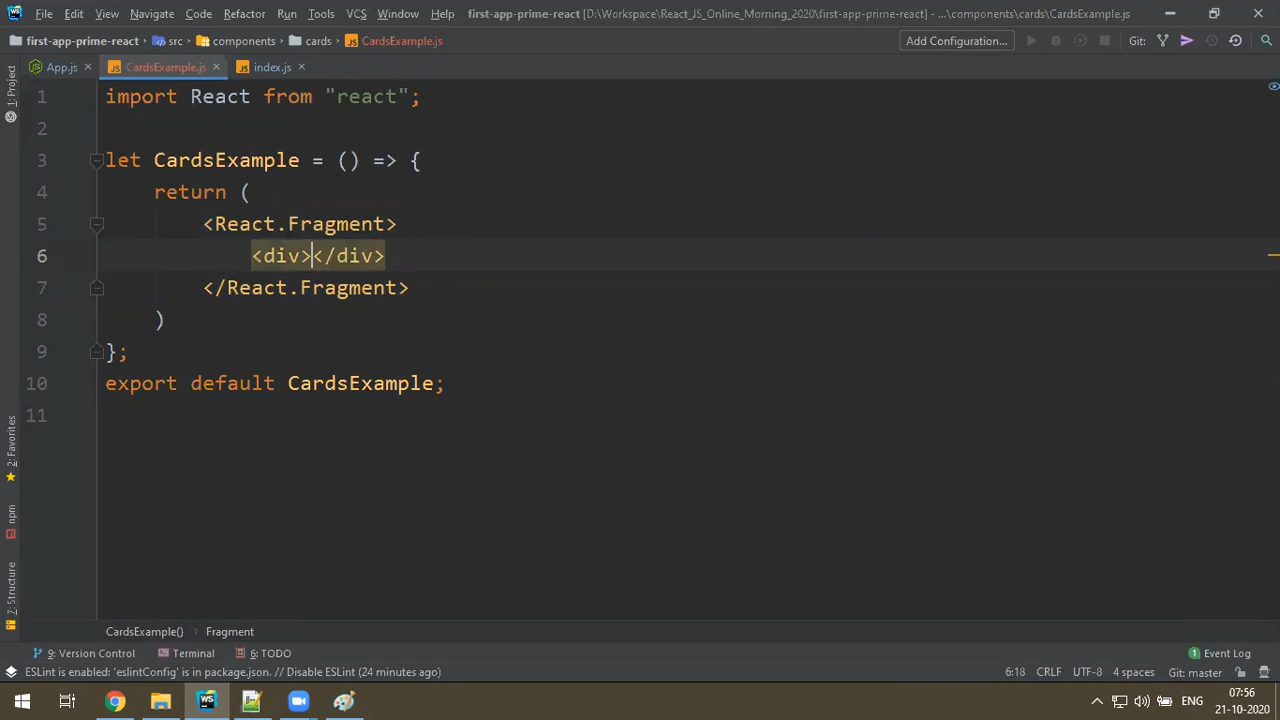 File Edit View Navigate Code Refactor Run Tools VCS Window Help first-app-prime-react [D:\Workspace\React_JS_Online_Morning_2020\first-app-prime-react] - ...\components\cards\CardsExample.js
first-app-prime-react src components cards CardsExample.js Add Configuration... Git:
App.js CardsExample.js index.js
1: Project
1 import React from "react";
2
3 let CardsExample = () => {
4     return (
5         <React.Fragment>
6             <div></div>
7         </React.Fragment>
8     )
9 };
10 export default CardsExample;
11
2: Favorites
npm
7: Structure
CardsExample() Fragment
9: Version Control Terminal 6: TODO 1 Event Log
ESLint is enabled: 'eslintConfig' is in package.json. // Disable ESLint (24 minutes ago) 6:18 CRLF UTF-8 4 spaces Git: master
WS ENG 07:56
21-10-2020